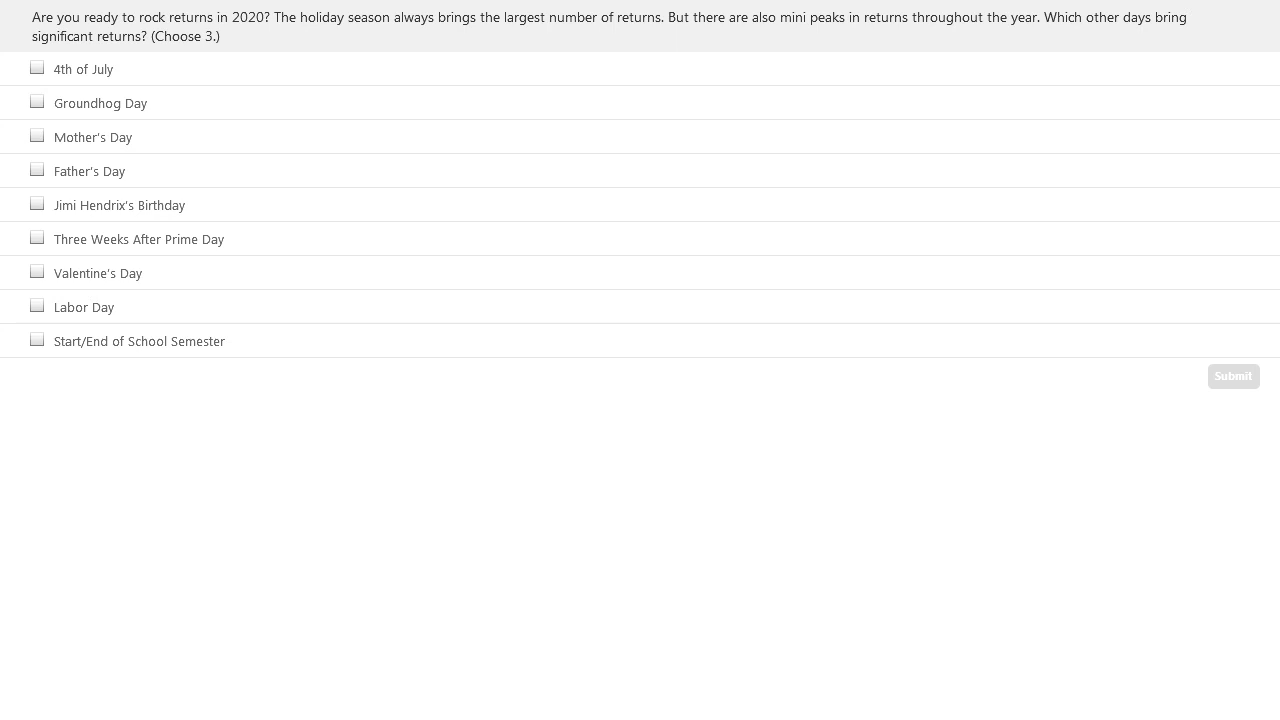 Are you ready to rock returns in 2020? The holiday season always brings the largest number of returns. But there are also mini peaks in returns throughout the year. Which other days bring
significant returns? (Choose 3.)
4th of July
Groundhog Day
Mother's Day
Father's Day
Jimi Hendrix's Birthday
Three Weeks After Prime Day
Valentine's Day
Labor Day
Start/End of School Semester
Submit